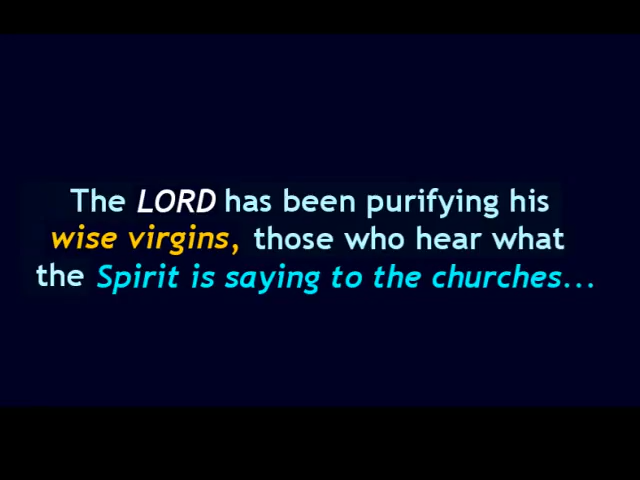 The LORD has been purifying his
wise virgins, those who hear what
the Spirit is saying to the churches...